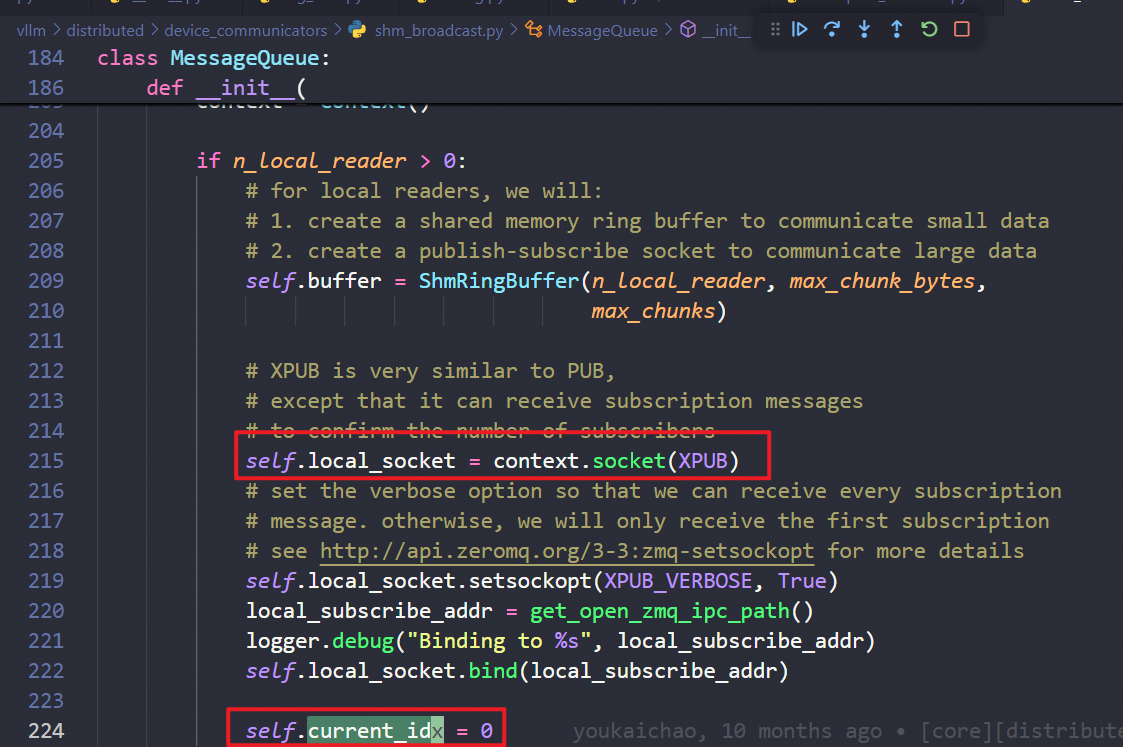 vllm > distributed > device_communicators > shm_broadcast.py > MessageQueue > __init__
184 class MessageQueue:
186 def __init__(
204
205 if n_local_reader > 0:
206 # for local readers, we will:
207 # 1. create a shared memory ring buffer to communicate small data
208 # 2. create a publish-subscribe socket to communicate large data
209 self.buffer = ShmRingBuffer(n_local_reader, max_chunk_bytes,
210 max_chunks)
211
212 # XPUB is very similar to PUB,
213 # except that it can receive subscription messages
214 # to confirm the number of subscribers
215 self.local_socket = context.socket(XPUB)
216 # set the verbose option so that we can receive every subscription
217 # message. otherwise, we will only receive the first subscription
218 # see http://api.zeromq.org/3-3:zmq-setsockopt for more details
219 self.local_socket.setsockopt(XPUB_VERBOSE, True)
220 local_subscribe_addr = get_open_zmq_ipc_path()
221 logger.debug("Binding to %s", local_subscribe_addr)
222 self.local_socket.bind(local_subscribe_addr)
223
224 self.current_idx = 0 youkaichao, 10 months ago • [core][distribute